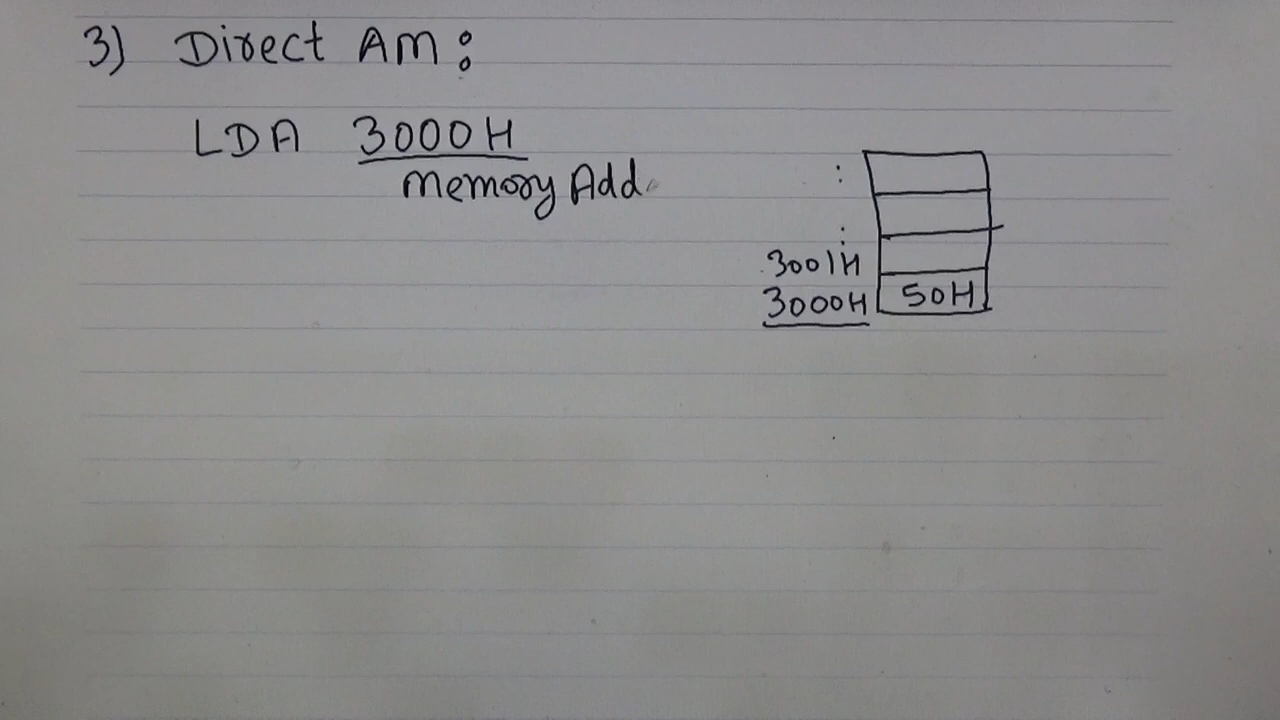 3) Direct AM:
LDA 3000H
Memory Add.
:
:
3001H
3000H 50H